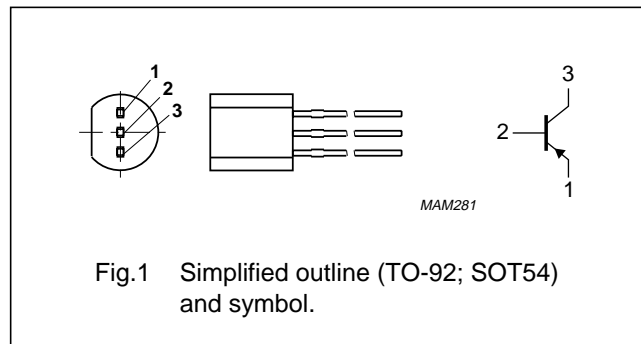 1
2
3
3
2
1
MAM281
Fig.1 Simplified outline (TO-92; SOT54)
and symbol.